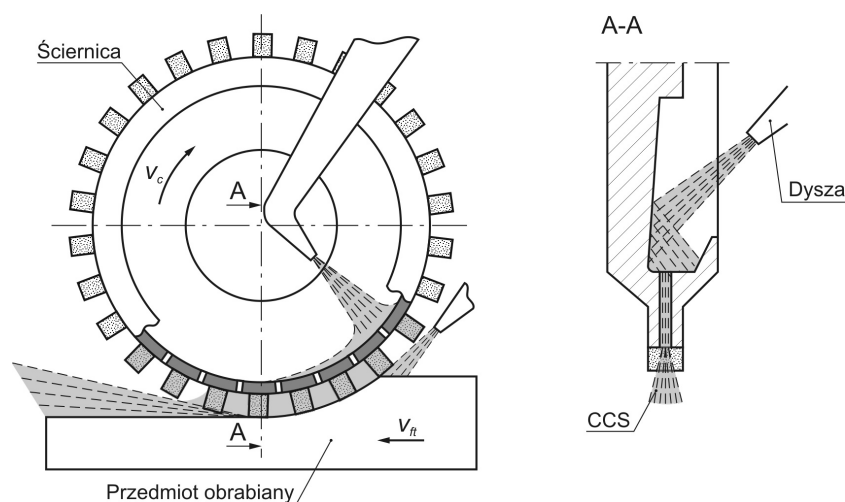 Ściernica
v_c
A
A
v_ft
Przedmiot obrabiany
A-A
Dysza
CCS